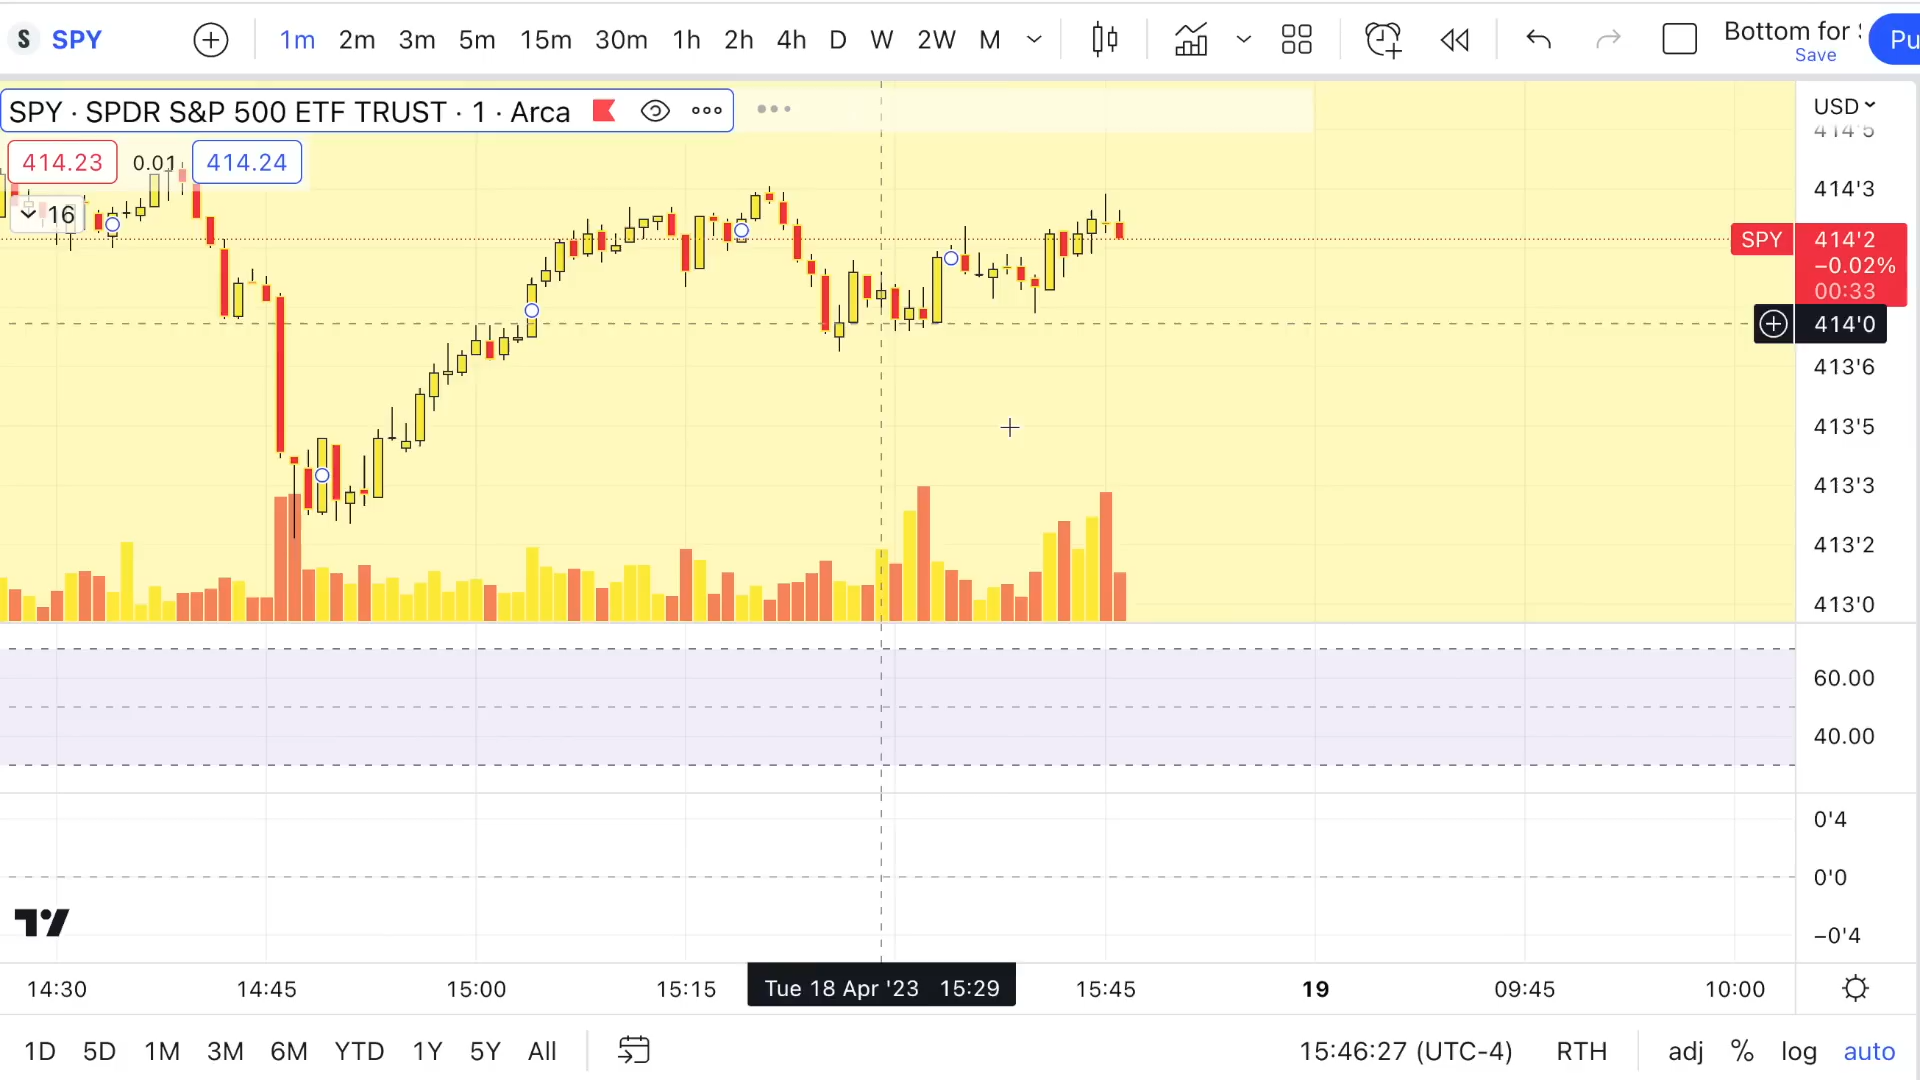 S SPY 1m 2m 3m 5m 15m 30m 1h 2h 4h D W 2W M Bottom for Pu
Save
SPY · SPDR S&P 500 ETF TRUST · 1 · Arca
USD
414'5
414.23 0.01 414.24
414'3
16
SPY 414'2
−0.02%
00:33
414'0
413'6
413'5
413'3
413'2
413'0
60.00
40.00
0'4
0'0
−0'4
14:30 14:45 15:00 15:15 Tue 18 Apr '23 15:29 15:45 19 09:45 10:00
1D 5D 1M 3M 6M YTD 1Y 5Y All 15:46:27 (UTC-4) RTH adj % log auto